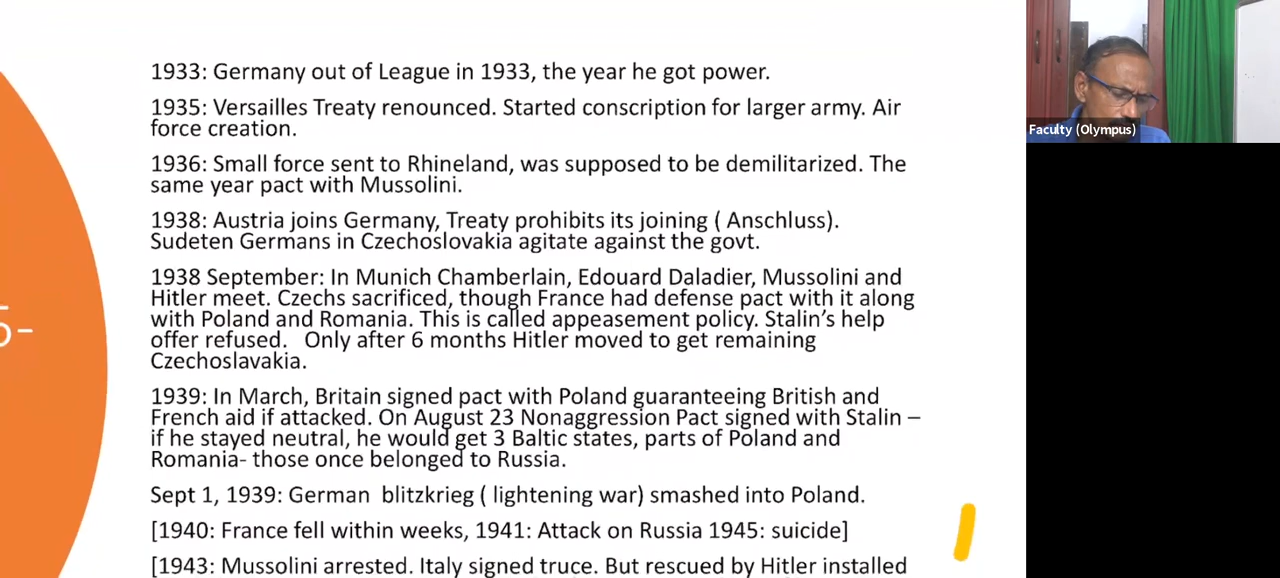 1933: Germany out of League in 1933, the year he got power.
1935: Versailles Treaty renounced. Started conscription for larger army. Air
force creation.
1936: Small force sent to Rhineland, was supposed to be demilitarized. The
same year pact with Mussolini.
1938: Austria joins Germany, Treaty prohibits its joining ( Anschluss).
Sudeten Germans in Czechoslovakia agitate against the govt.
1938 September: In Munich Chamberlain, Edouard Daladier, Mussolini and
Hitler meet. Czechs sacrificed, though France had defense pact with it along
with Poland and Romania. This is called appeasement policy. Stalin’s help
offer refused.   Only after 6 months Hitler moved to get remaining
Czechoslavakia.
1939: In March, Britain signed pact with Poland guaranteeing British and
French aid if attacked. On August 23 Nonaggression Pact signed with Stalin –
if he stayed neutral, he would get 3 Baltic states, parts of Poland and
Romania- those once belonged to Russia.
Sept 1, 1939: German  blitzkrieg ( lightening war) smashed into Poland.
[1940: France fell within weeks, 1941: Attack on Russia 1945: suicide]
[1943: Mussolini arrested. Italy signed truce. But rescued by Hitler installed
Faculty (Olympus)